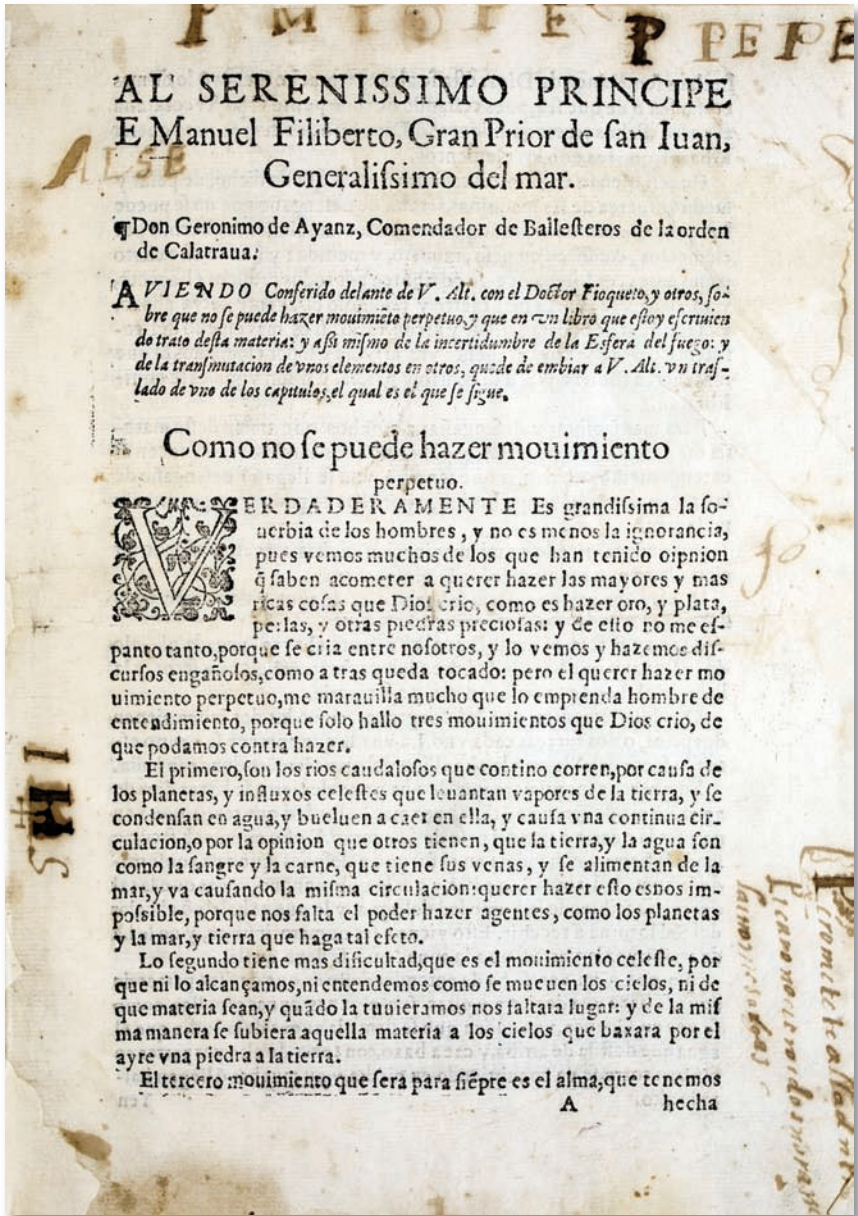 P M I O P E P PE PE
AL SERENISSIMO PRINCIPE
E Manuel Filiberto, Gran Prior de ſan Iuan,
Generaliſsimo del mar.
ALSE
¶Don Geronimo de Ayanz, Comendador de Balleſteros de la orden
de Calatraua.
AVIENDO Conferido delante de V. Alt. con el Doctor Fioqueto, y otros, ſo-
bre que no ſe puede hazer mouimiẽto perpetuo, y que en vn libro que eſtoy eſcriuien
do trato deſta materia: y aſsi miſmo de la incertidumbre de la Esfera del fuego: y
de la tranſmutacion de vnos elementos en otros, quede de embiar a V. Alt. vn traſ-
lado de vno de los capitulos, el qual es el que ſe ſigue.
Como no ſe puede hazer mouimiento
perpetuo.
VERDADERAMENTE Es grandiſsima la ſo-
uerbia de los hombres, y no es menos la ignorancia,
pues vemos muchos de los que han tenido oipnion
q̃ ſaben acometer a querer hazer las mayores y mas
ricas coſas que Dios crio, como es hazer oro, y plata,
perlas, y otras piedras precioſas: y de eſto no me eſ-
panto tanto, porque ſe cria entre noſotros, y lo vemos y hazemos diſ-
curſos engañoſos, como a tras queda tocado: pero el querer hazer mo
uimiento perpetuo, me marauilla mucho que lo emprenda hombre de
entendimiento, porque ſolo hallo tres mouimientos que Dios crio, de
que podamos contra hazer.
El primero, ſon los rios caudaloſos que contino corren, por cauſa de
los planetas, y influxos celeſtes que leuantan vapores de la tierra, y ſe
condenſan en agua, y bueluen a caer en ella, y cauſa vna continua cir-
culacion, o por la opinion que otros tienen, que la tierra, y la agua ſon
como la ſangre y la carne, que tiene ſus venas, y ſe alimentan de la
mar, y va cauſando la miſma circulacion: querer hazer eſto esnos im-
poſsible, porque nos falta el poder hazer agentes, como los planetas
y la mar, y tierra que haga tal efeto.
Lo ſegundo tiene mas dificultad, que es el mouimiento celeſte, por
que ni lo alcançamos, ni entendemos como ſe mueuen los cielos, ni de
que materia ſean, y quãdo la tuuieramos nos faltara lugar: y de la miſ
ma manera ſe ſubiera aquella materia a los cielos que baxara por el
ayre vna piedra a la tierra.
El tercero mouimiento que ſera para ſiẽpre es el alma, que tenemos
A hecha